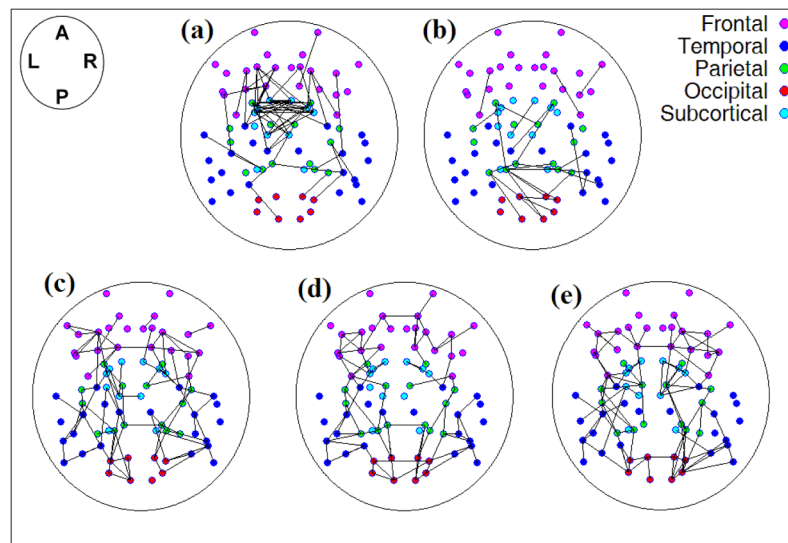 A
L R
P
(a)
(b)
Frontal
Temporal
Parietal
Occipital
Subcortical
(c)
(d)
(e)